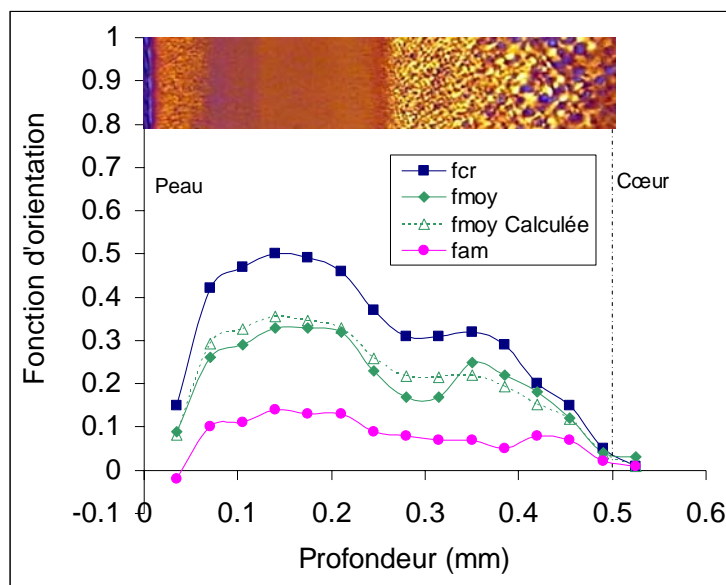 1
0.9
0.8
0.7
0.6
0.5
0.4
0.3
0.2
0.1
0
-0.1
Fonction d'orientation
Peau
Cœur
fcr
fmoy
fmoy Calculée
fam
0 0.1 0.2 0.3 0.4 0.5 0.6
Profondeur (mm)